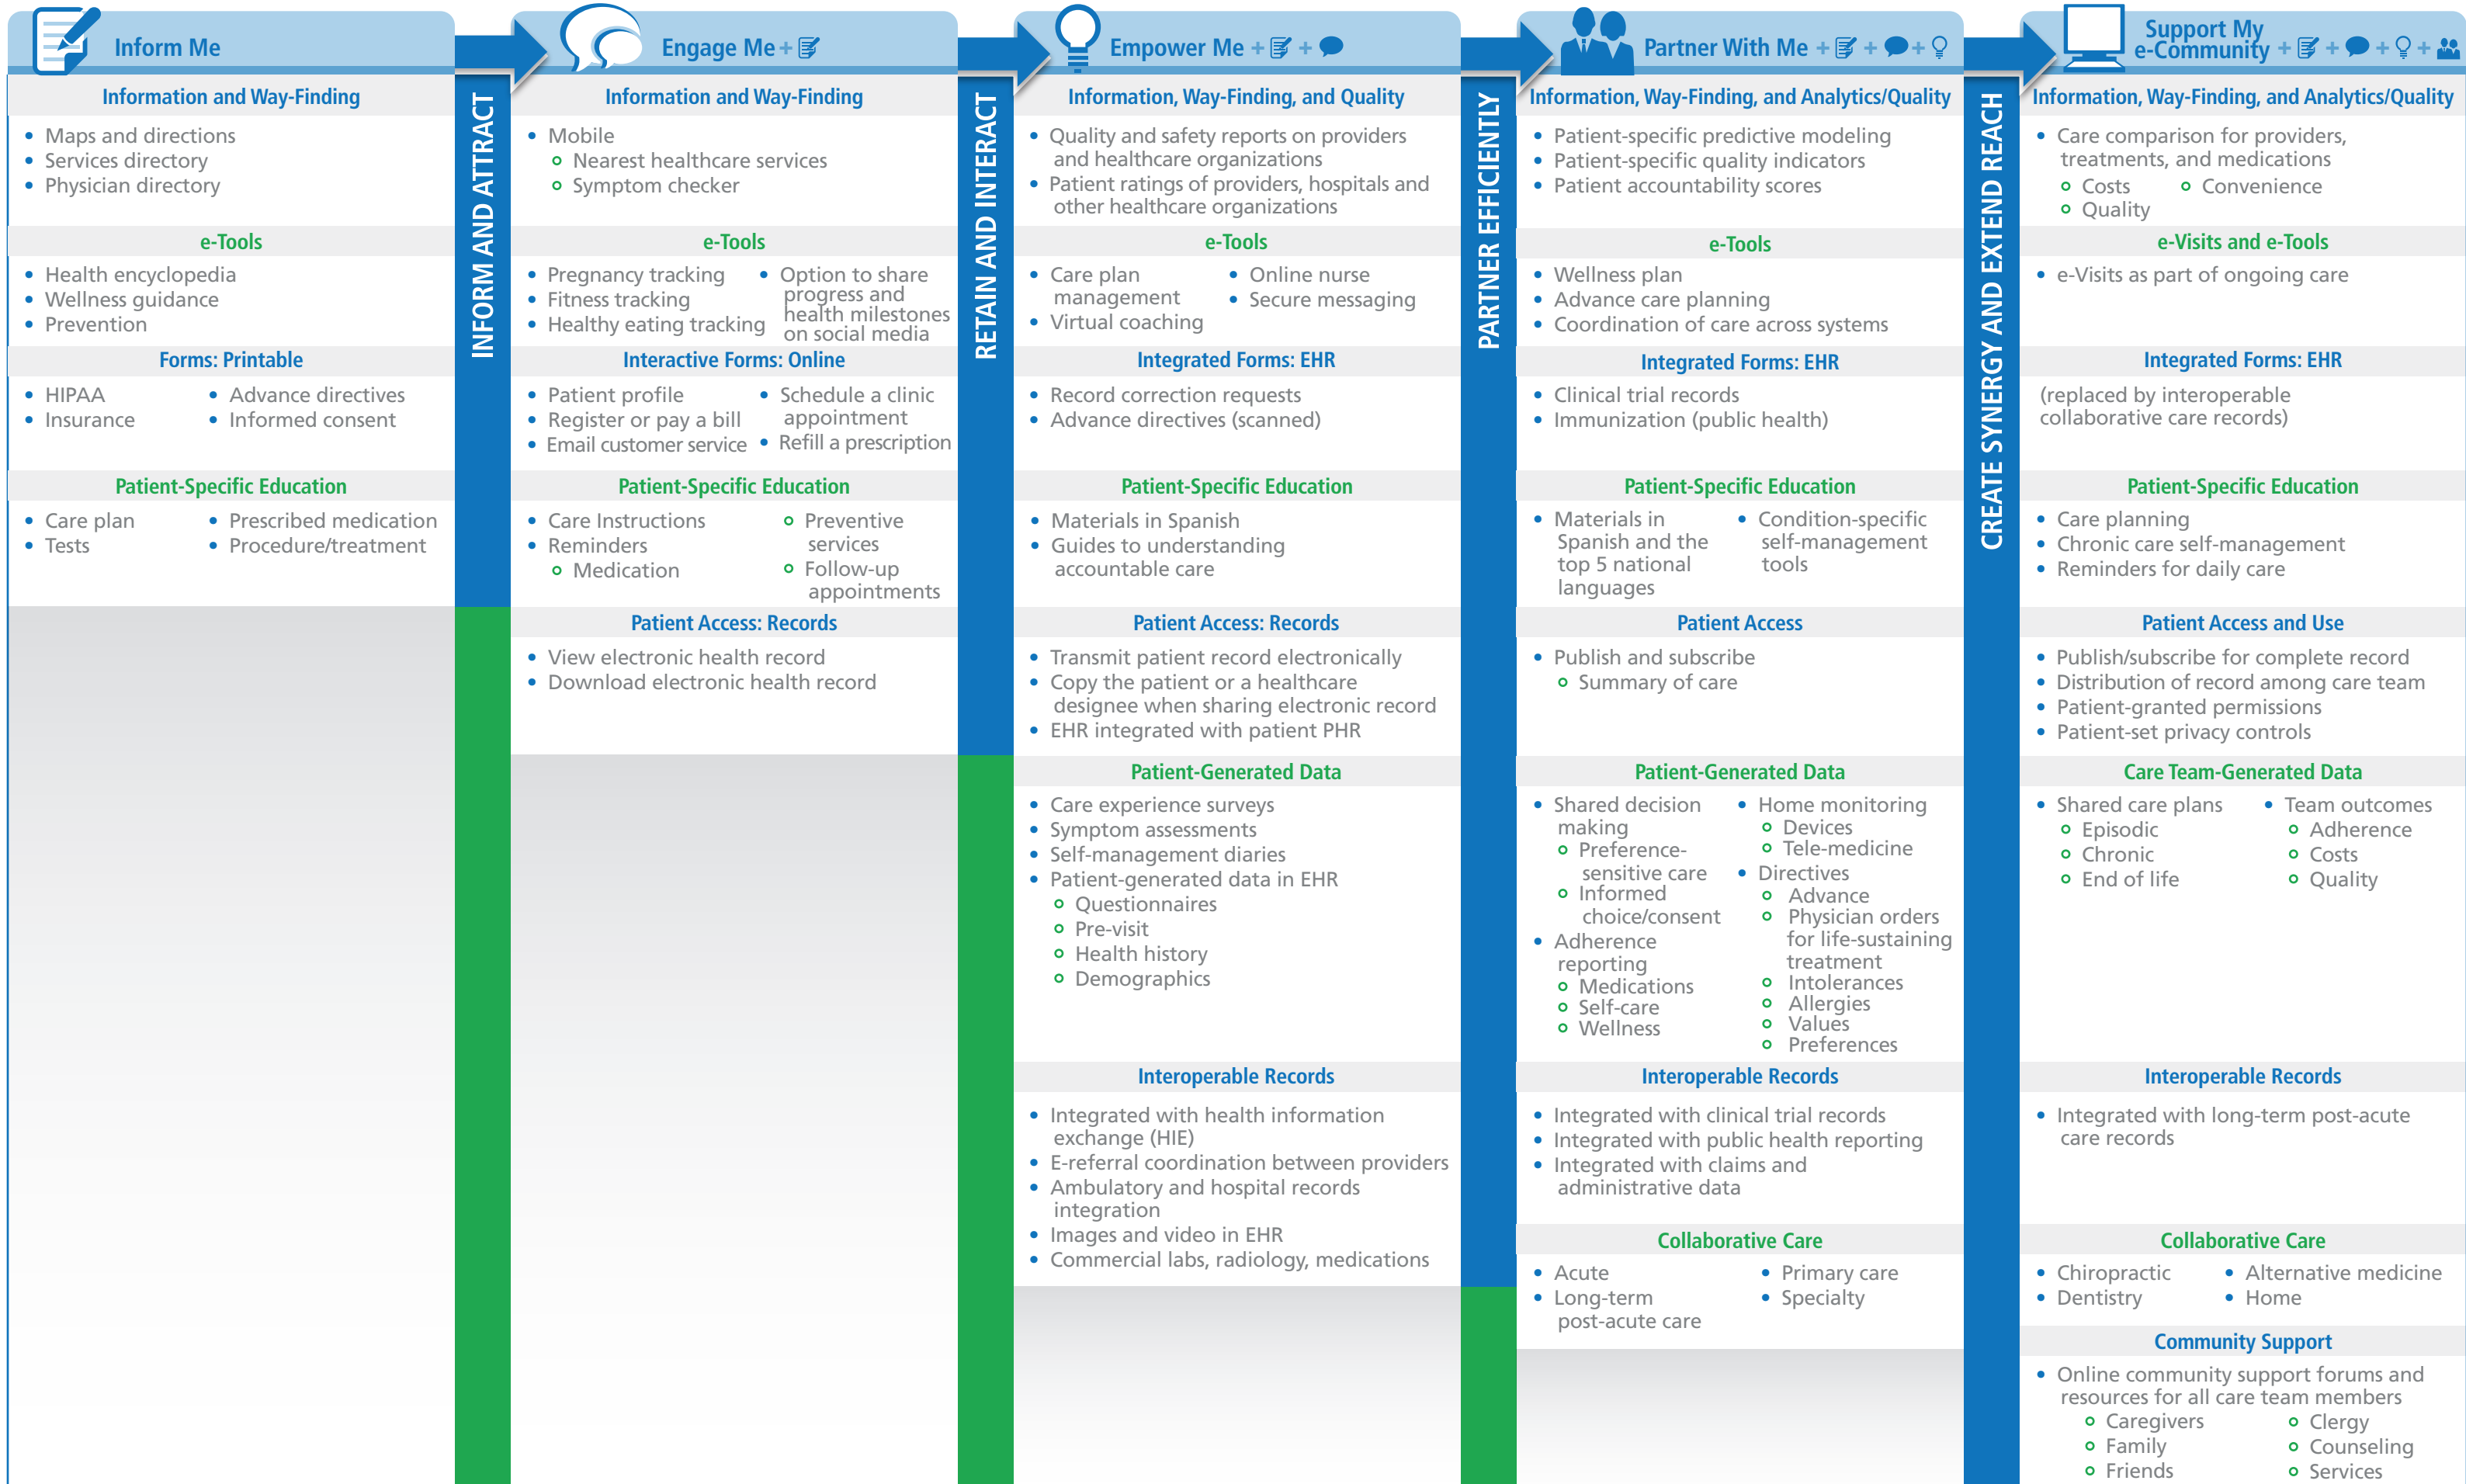 Inform Me
Information and Way-Finding
• Maps and directions
• Services directory
• Physician directory
e-Tools
• Health encyclopedia
• Wellness guidance
• Prevention
Forms: Printable
• HIPAA
• Insurance
• Advance directives
• Informed consent
Patient-Specific Education
• Care plan
• Tests
• Prescribed medication
• Procedure/treatment
INFORM AND ATTRACT
Engage Me +
Information and Way-Finding
• Mobile
Nearest healthcare services
Symptom checker
e-Tools
• Pregnancy tracking
• Fitness tracking
• Healthy eating tracking
• Option to share
progress and
health milestones
on social media
Interactive Forms: Online
• Patient profile
• Register or pay a bill
• Email customer service
• Schedule a clinic
appointment
• Refill a prescription
Patient-Specific Education
• Care Instructions
• Reminders
Medication
Preventive
services
Follow-up
appointments
Patient Access: Records
• View electronic health record
• Download electronic health record
RETAIN AND INTERACT
Empower Me + +
Information, Way-Finding, and Quality
• Quality and safety reports on providers
and healthcare organizations
• Patient ratings of providers, hospitals and
other healthcare organizations
e-Tools
• Care plan
management
• Virtual coaching
• Online nurse
• Secure messaging
Integrated Forms: EHR
• Record correction requests
• Advance directives (scanned)
Patient-Specific Education
• Materials in Spanish
• Guides to understanding
accountable care
Patient Access: Records
• Transmit patient record electronically
• Copy the patient or a healthcare
designee when sharing electronic record
• EHR integrated with patient PHR
Patient-Generated Data
• Care experience surveys
• Symptom assessments
• Self-management diaries
• Patient-generated data in EHR
Questionnaires
Pre-visit
Health history
Demographics
Interoperable Records
• Integrated with health information
exchange (HIE)
• E-referral coordination between providers
• Ambulatory and hospital records
integration
• Images and video in EHR
• Commercial labs, radiology, medications
PARTNER EFFICIENTLY
Partner With Me + + +
Information, Way-Finding, and Analytics/Quality
• Patient-specific predictive modeling
• Patient-specific quality indicators
• Patient accountability scores
e-Tools
• Wellness plan
• Advance care planning
• Coordination of care across systems
Integrated Forms: EHR
• Clinical trial records
• Immunization (public health)
Patient-Specific Education
• Materials in
Spanish and the
top 5 national
languages
• Condition-specific
self-management
tools
Patient Access
• Publish and subscribe
Summary of care
Patient-Generated Data
• Shared decision
making
Preference-
sensitive care
Informed
choice/consent
• Adherence
reporting
Medications
Self-care
Wellness
• Home monitoring
Devices
Tele-medicine
• Directives
Advance
Physician orders
for life-sustaining
treatment
Intolerances
Allergies
Values
Preferences
Interoperable Records
• Integrated with clinical trial records
• Integrated with public health reporting
• Integrated with claims and
administrative data
Collaborative Care
• Acute
• Long-term
post-acute care
• Primary care
• Specialty
CREATE SYNERGY AND EXTEND REACH
Support My
e-Community + + + +
Information, Way-Finding, and Analytics/Quality
• Care comparison for providers,
treatments, and medications
Costs
Quality
Convenience
e-Visits and e-Tools
• e-Visits as part of ongoing care
Integrated Forms: EHR
(replaced by interoperable
collaborative care records)
Patient-Specific Education
• Care planning
• Chronic care self-management
• Reminders for daily care
Patient Access and Use
• Publish/subscribe for complete record
• Distribution of record among care team
• Patient-granted permissions
• Patient-set privacy controls
Care Team-Generated Data
• Shared care plans
Episodic
Chronic
End of life
• Team outcomes
Adherence
Costs
Quality
Interoperable Records
• Integrated with long-term post-acute
care records
Collaborative Care
• Chiropractic
• Dentistry
• Alternative medicine
• Home
Community Support
• Online community support forums and
resources for all care team members
Caregivers
Family
Friends
Clergy
Counseling
Services